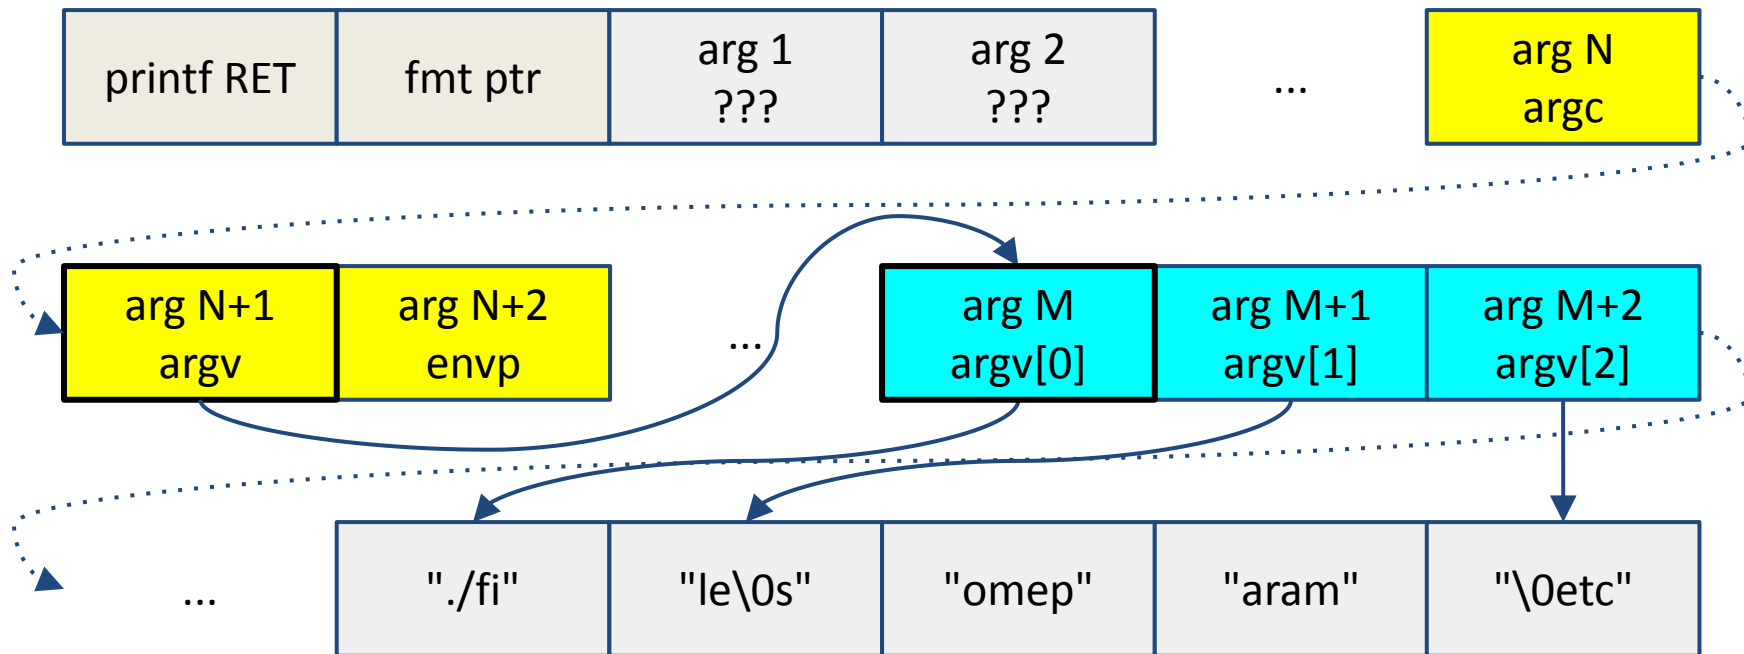 printf RET
fmt ptr
arg 1
???
arg 2
???
...
arg N
argc
arg N+1
argv
arg N+2
envp
...
arg M
argv[0]
arg M+1
argv[1]
arg M+2
argv[2]
...
"./fi"
"le\0s"
"omep"
"aram"
"\0etc"